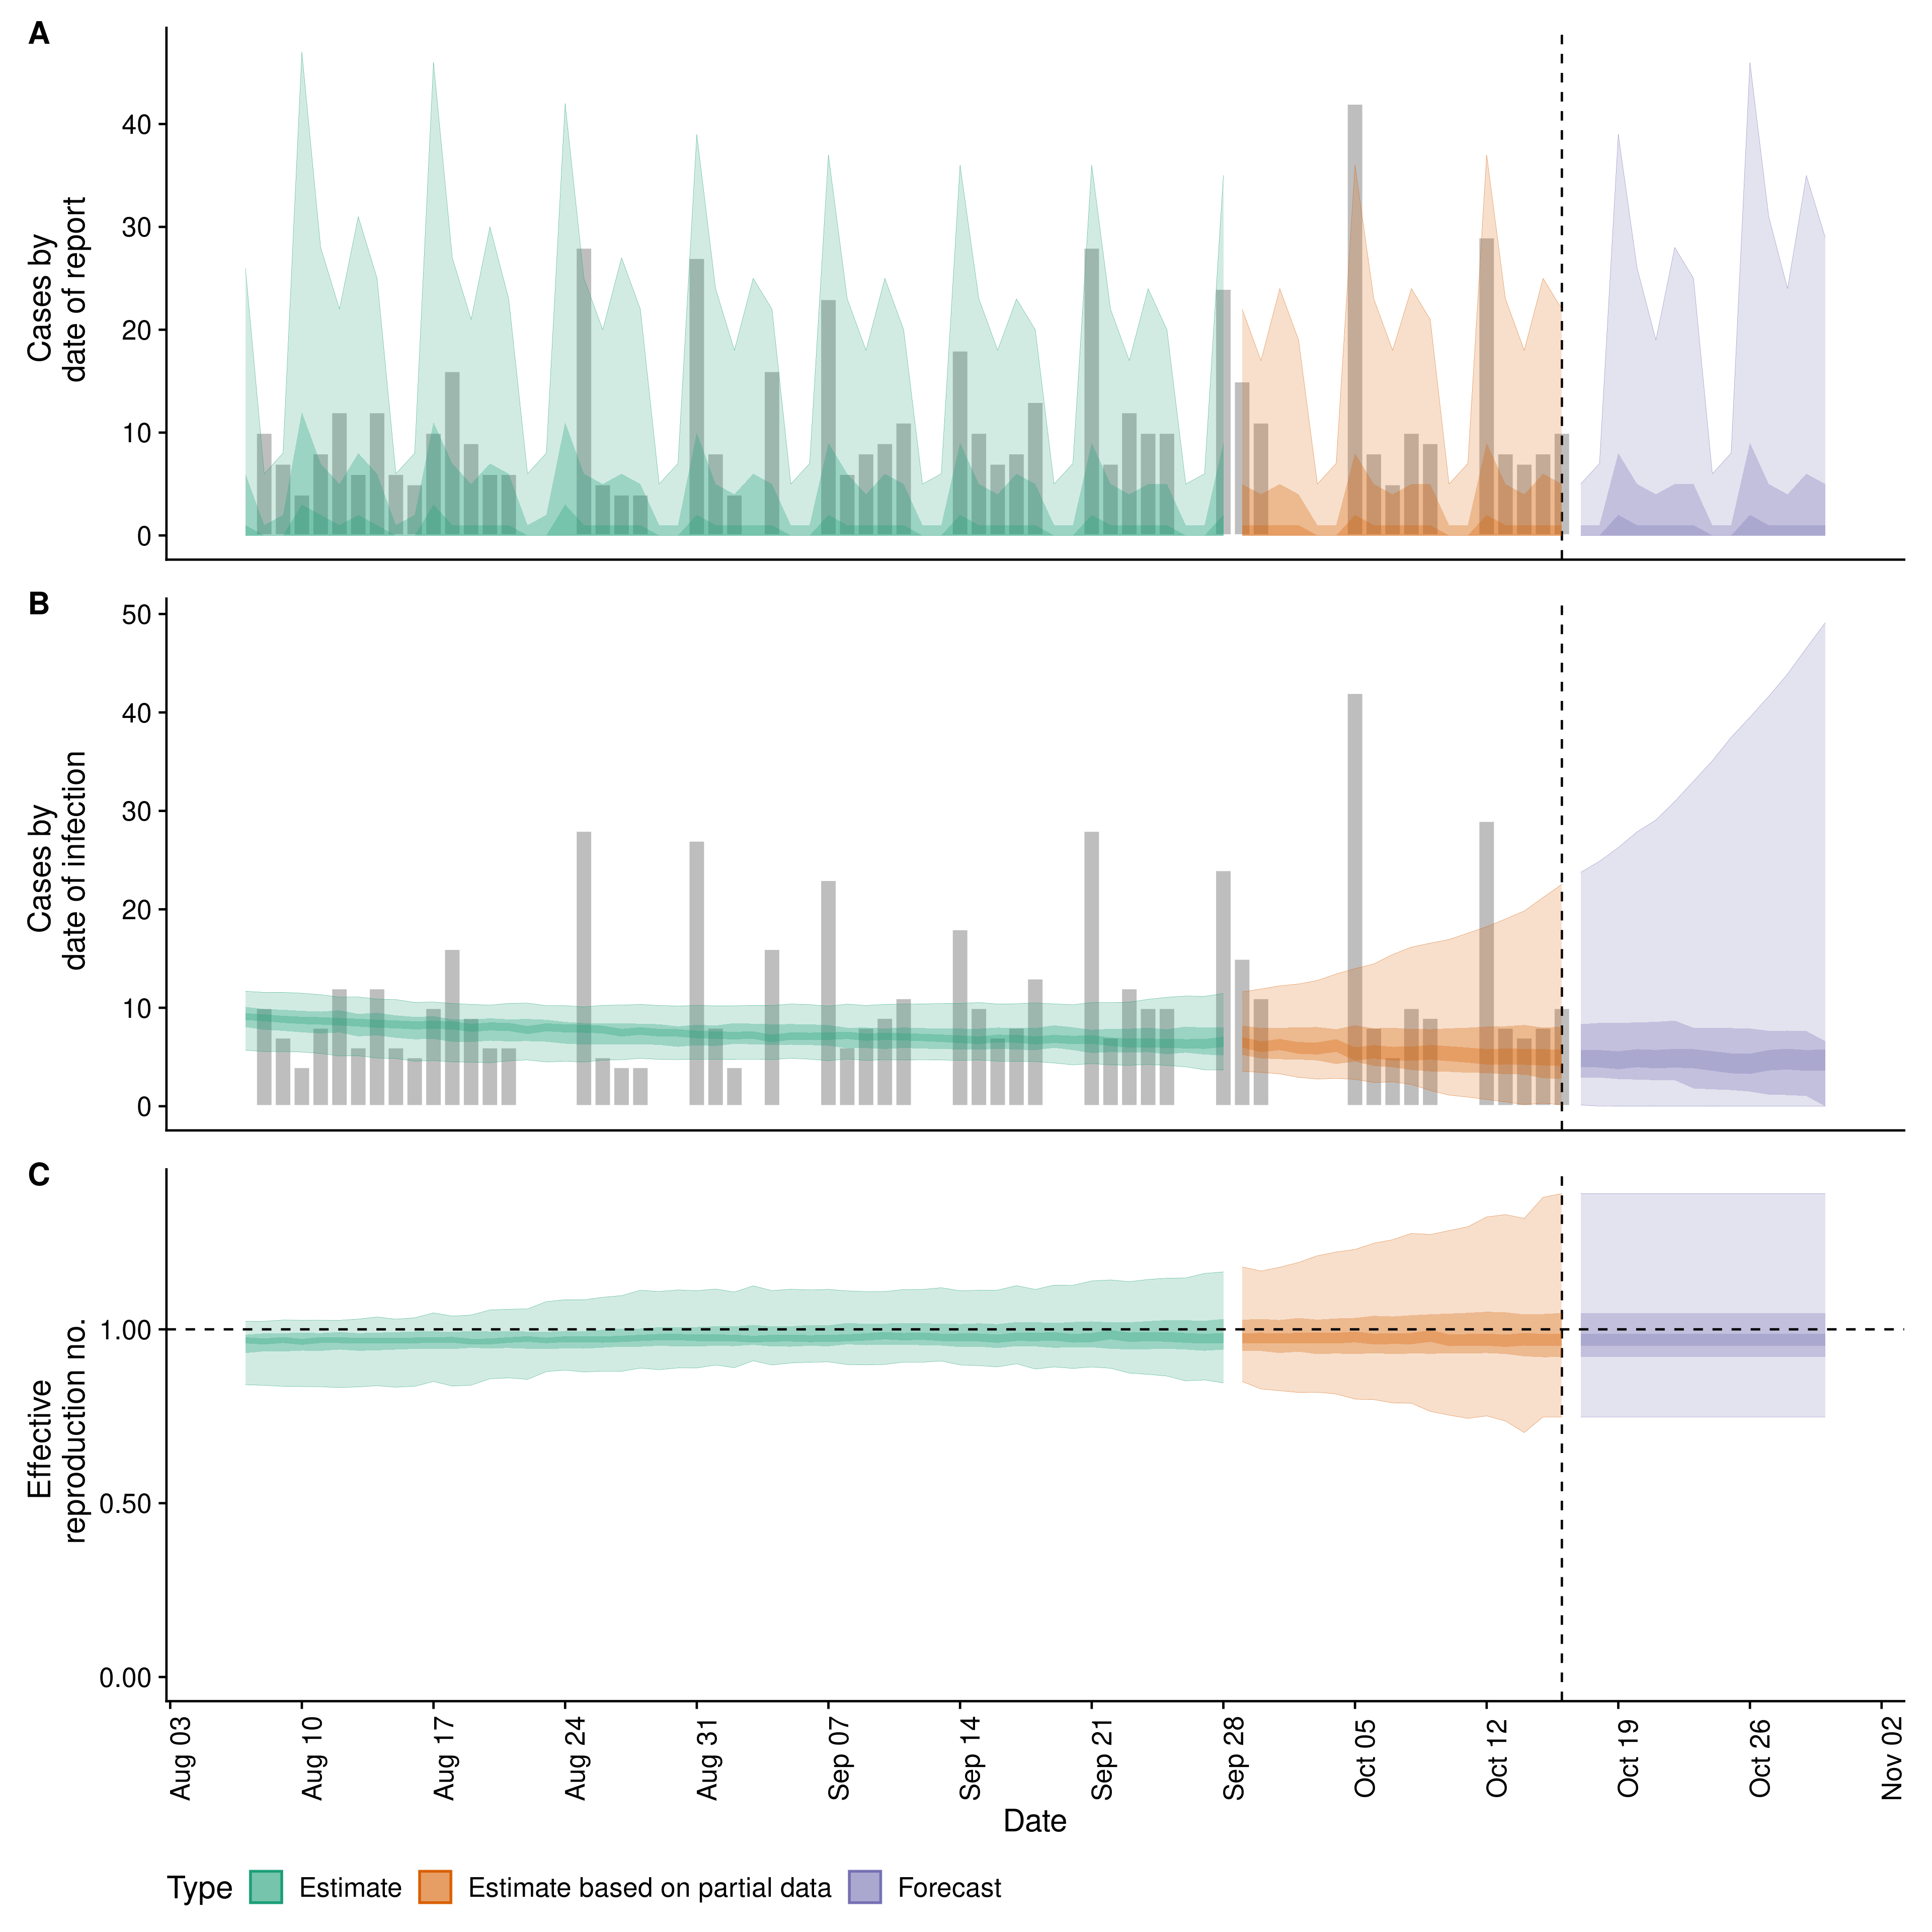 A
Cases by
date of report
40
30
20
10
0
B
Cases by
date of infection
50
40
30
20
10
0
C
Effective
reproduction no.
1.00
0.50
0.00
Aug 03
Aug 10
Aug 17
Aug 24
Aug 31
Sep 07
Sep 14
Sep 21
Sep 28
Oct 05
Oct 12
Oct 19
Oct 26
Nov 02
Date
Type Estimate Estimate based on partial data Forecast